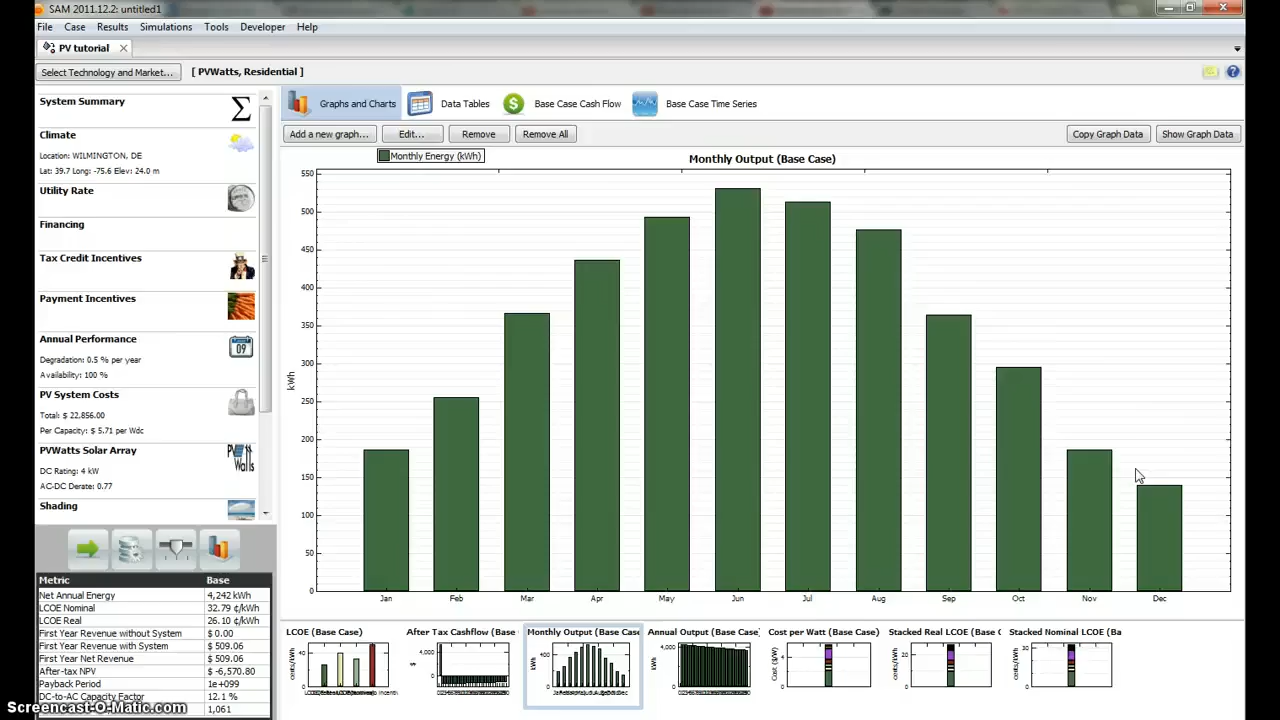 SAM 2011.12.2: untitled1
File Case Results Simulations Tools Developer Help
PV tutorial
Select Technology and Market... [ PVWatts, Residential ]
System Summary
Climate
Location: WILMINGTON, DE
Lat: 39.7 Long: -75.6 Elev: 24.0 m
Utility Rate
Financing
Tax Credit Incentives
Payment Incentives
Annual Performance
Degradation: 0.5 % per year
Availability: 100 %
09
PV System Costs
Total: $ 22,856.00
Per Capacity: $ 5.71 per Wdc
PVWatts Solar Array
DC Rating: 4 kW
AC-DC Derate: 0.77
PV Watts
Shading
Metric Base
Net Annual Energy 4,242 kWh
LCOE Nominal 32.79 ¢/kWh
LCOE Real 26.10 ¢/kWh
First Year Revenue without System $ 0.00
First Year Revenue with System $ 509.06
First Year Net Revenue $ 509.06
After-tax NPV $ -6,570.80
Payback Period 1e+099
DC-to-AC Capacity Factor 12.1 %
1,061
Graphs and Charts Data Tables Base Case Cash Flow Base Case Time Series
Add a new graph... Edit... Remove Remove All Copy Graph Data Show Graph Data
Monthly Energy (kWh)
Monthly Output (Base Case)
550
500
450
400
350
300
250
200
150
100
50
0
kWh
Jan Feb Mar Apr May Jun Jul Aug Sep Oct Nov Dec
LCOE (Base Case) After Tax Cashflow (Base Monthly Output (Base Case Annual Output (Base Case) Cost per Watt (Base Case) Stacked Real LCOE (Base C Stacked Nominal LCOE (Ba
Screencast-O-Matic.com